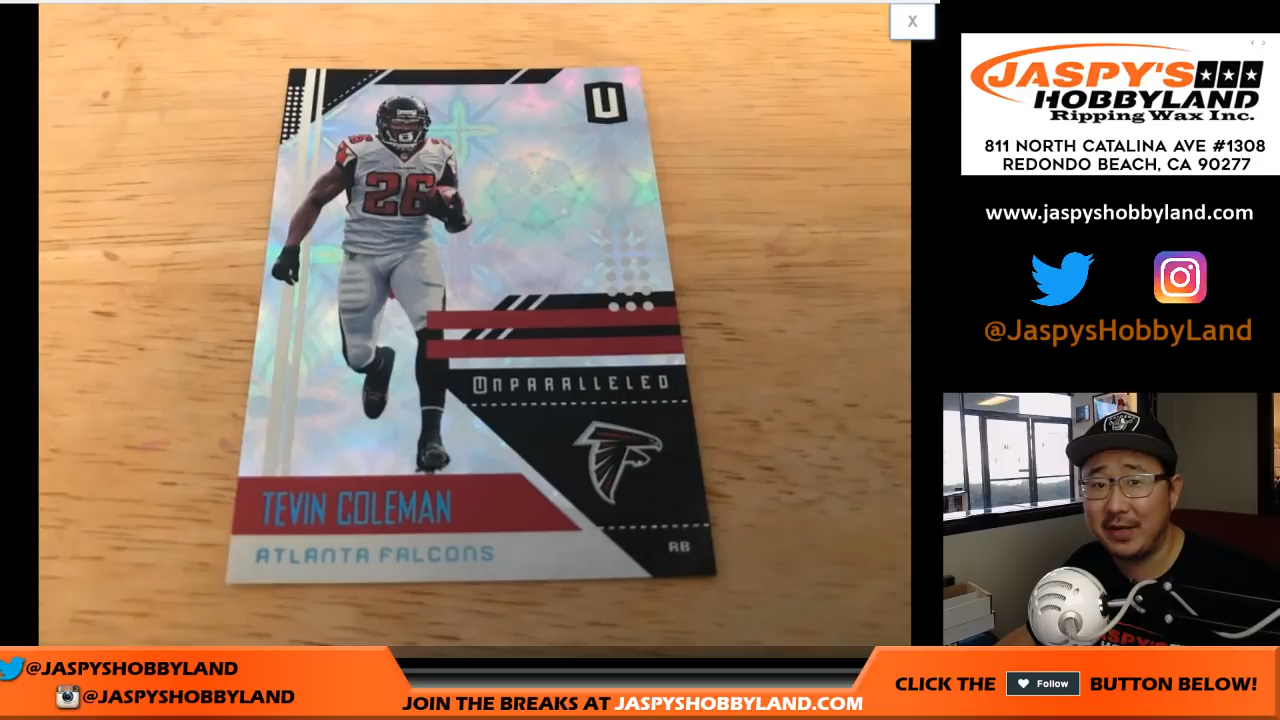 X
U
26
26
UNPARALLELED
TEVIN COLEMAN
ATLANTA FALCONS
RB
JASPY'S
HOBBYLAND
Ripping Wax Inc.
811 NORTH CATALINA AVE #1308
REDONDO BEACH, CA 90277
www.jaspyshobbyland.com
@JaspysHobbyLand
@JASPYSHOBBYLAND
@JASPYSHOBBYLAND
JOIN THE BREAKS AT JASPYSHOBBYLAND.COM
CLICK THE Follow BUTTON BELOW!